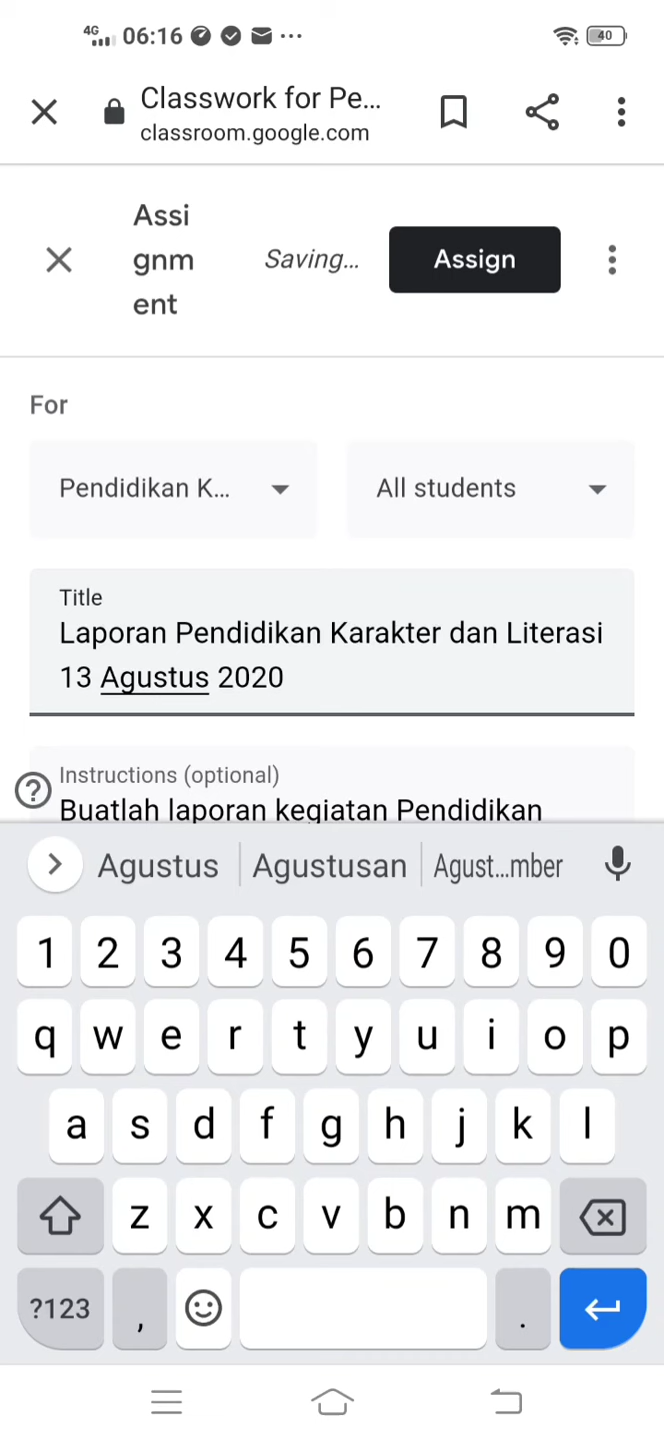 4G 06:16 ... 40
Classwork for Pe...
classroom.google.com
Assi
gnm
ent
Saving...
Assign
For
Pendidikan K...
All students
Title
Laporan Pendidikan Karakter dan Literasi
13 Agustus 2020
Instructions (optional)
?
Buatlah laporan kegiatan Pendidikan
Agustus Agustusan Agust...mber
1 2 3 4 5 6 7 8 9 0
q w e r t y u i o p
a s d f g h j k l
z x c v b n m
?123 , .